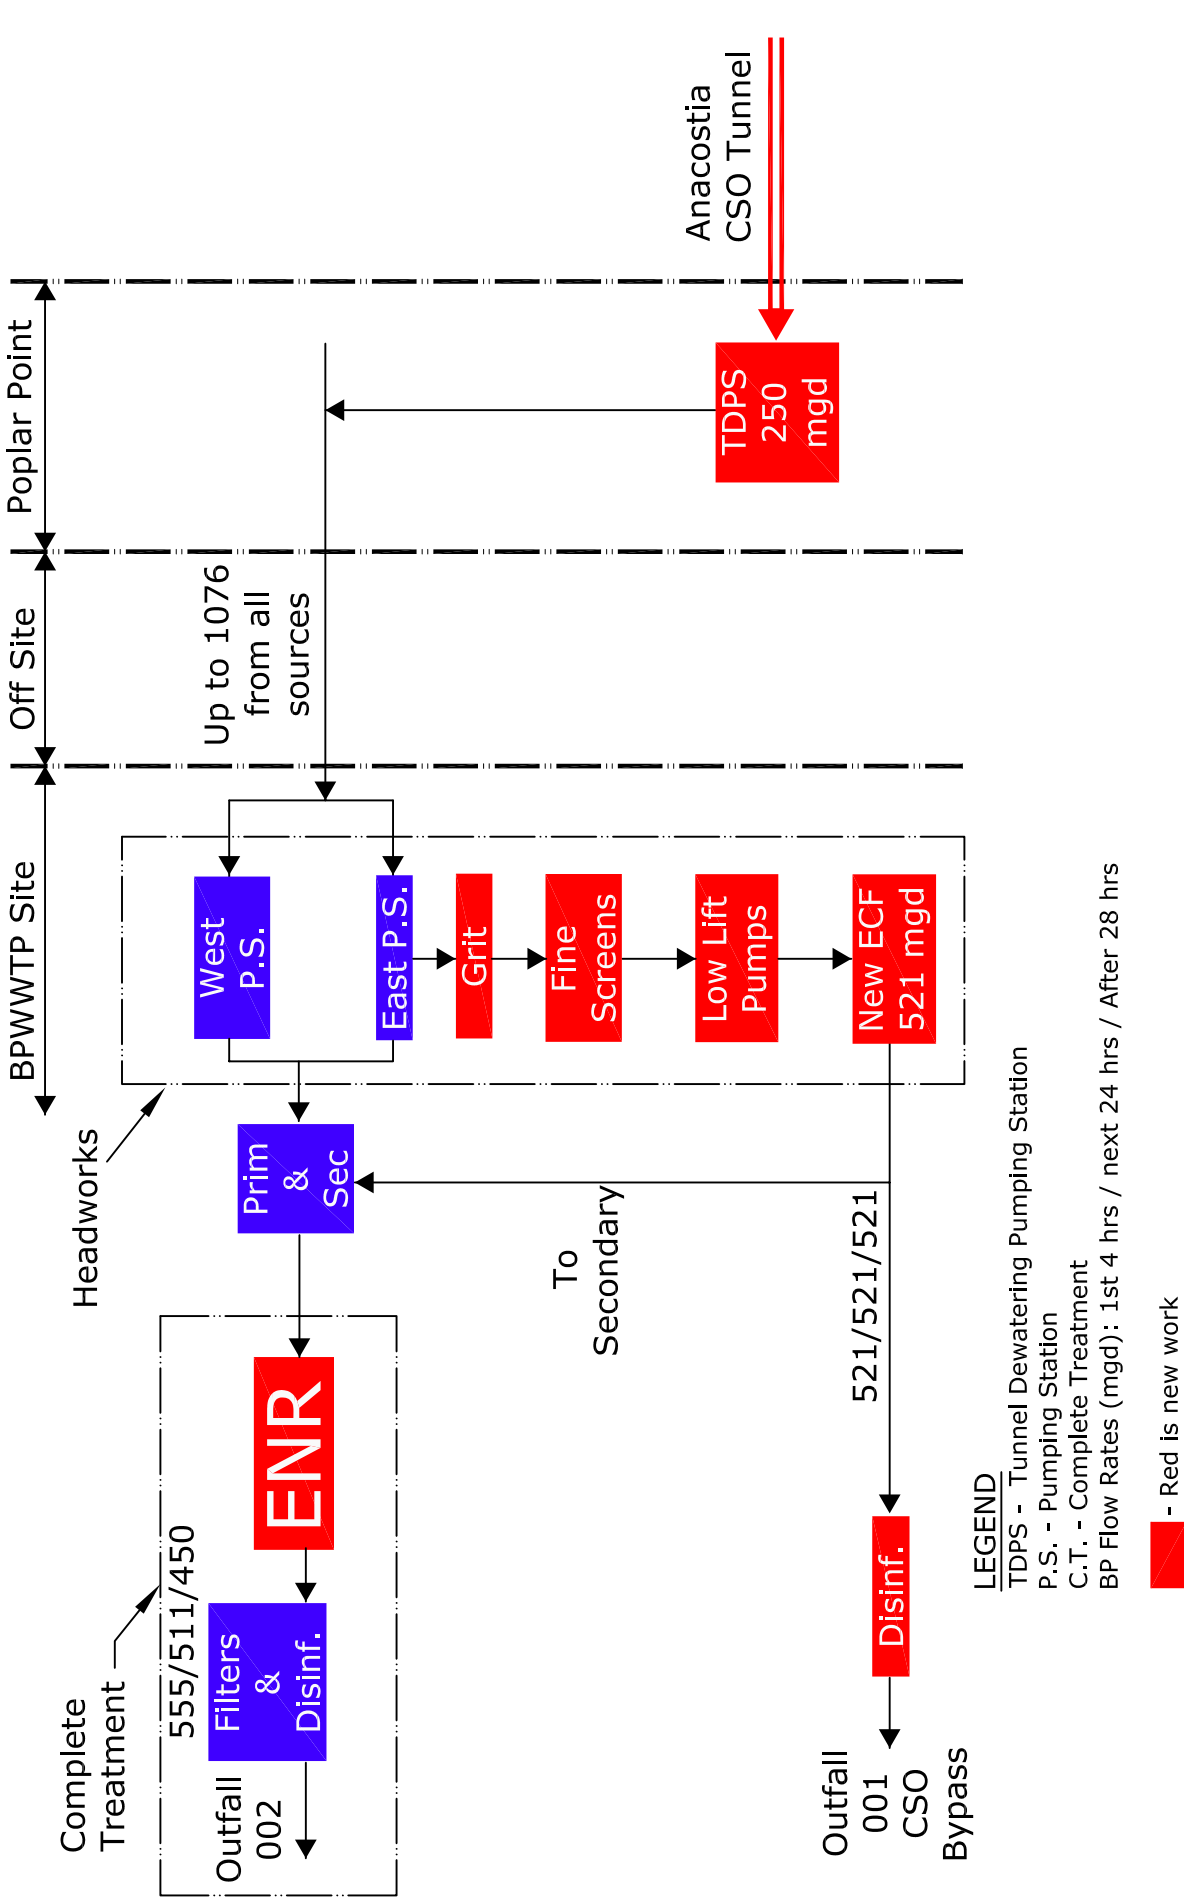 BPWWTP Site
Off Site
Poplar Point
Headworks
Complete
Treatment
555/511/450
Outfall
002
Filters
&
Disinf.
ENR
Prim
&
Sec
West
P.S.
East P.S.
Grit
Fine
Screens
Low Lift
Pumps
New ECF
521 mgd
Up to 1076
from all
sources
TDPS
250
mgd
Anacostia
CSO Tunnel
To
Secondary
521/521/521
Disinf.
Outfall
001
CSO
Bypass
LEGEND
TDPS - Tunnel Dewatering Pumping Station
P.S. - Pumping Station
C.T. - Complete Treatment
BP Flow Rates (mgd): 1st 4 hrs / next 24 hrs / After 28 hrs
- Red is new work